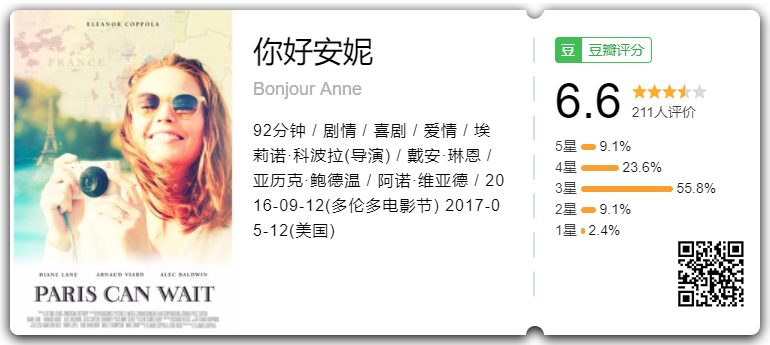 ELEANOR COPPOLA
FRANCE
DIANE LANE ARNAUD VIARD ALEC BALDWIN
PARIS CAN WAIT
你好安妮
Bonjour Anne
92分钟 / 剧情 / 喜剧 / 爱情 / 埃
莉诺·科波拉(导演) / 戴安·琳恩 /
亚历克·鲍德温 / 阿诺·维亚德 / 20
16-09-12(多伦多电影节) 2017-0
5-12(美国)
豆 豆瓣评分
6.6
211人评价
5星 9.1%
4星 23.6%
3星 55.8%
2星 9.1%
1星 2.4%